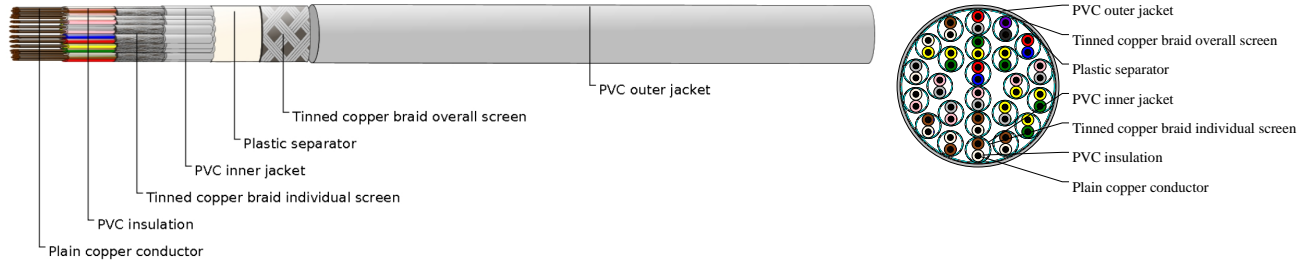 PVC outer jacket
Tinned copper braid overall screen
Plastic separator
PVC inner jacket
Tinned copper braid individual screen
PVC insulation
Plain copper conductor
PVC outer jacket
Tinned copper braid overall screen
Plastic separator
PVC inner jacket
Tinned copper braid individual screen
PVC insulation
Plain copper conductor